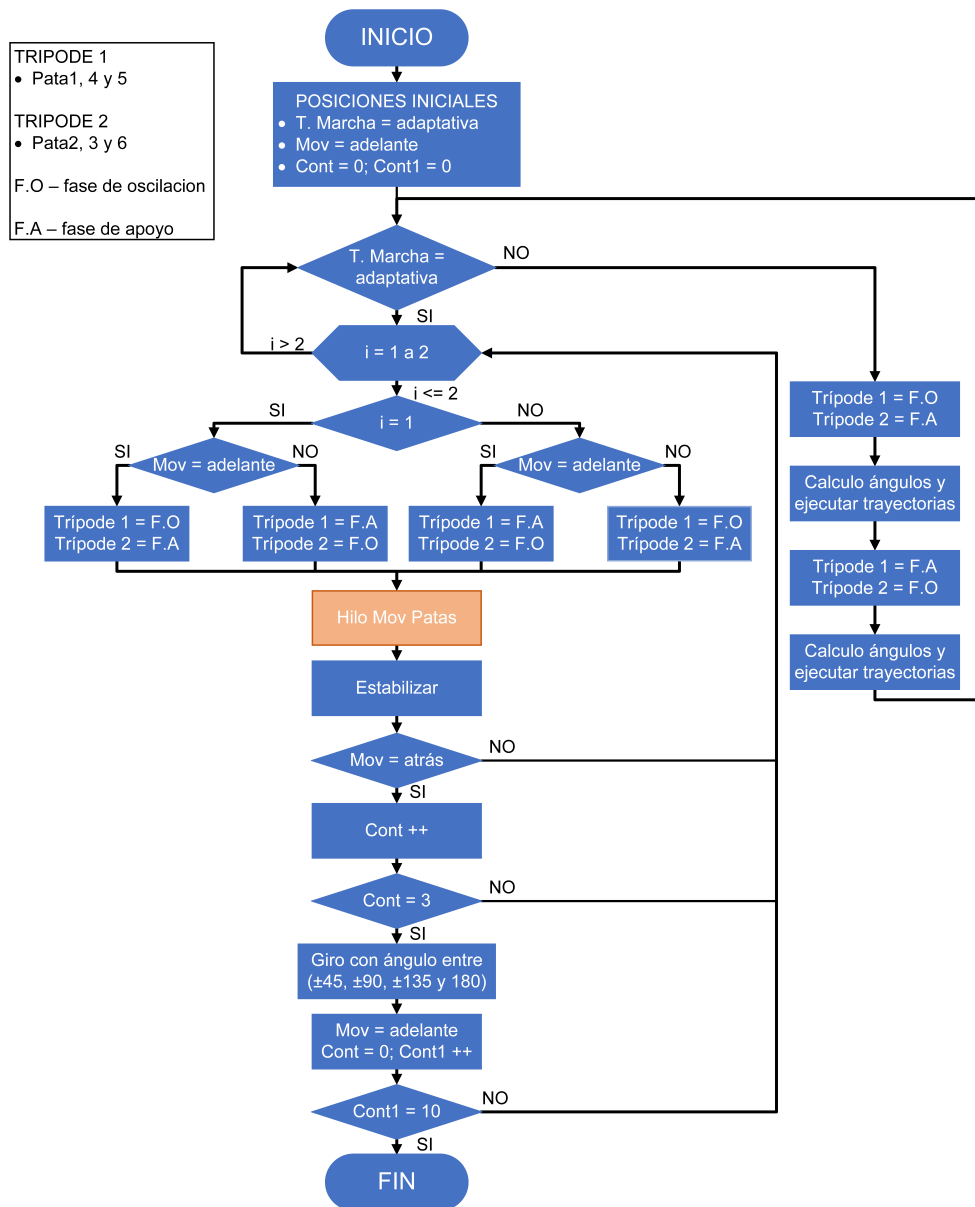 INICIO
TRIPODE 1
• Pata1, 4 y 5
TRIPODE 2
• Pata2, 3 y 6
F.O – fase de oscilacion
F.A – fase de apoyo
POSICIONES INICIALES
• T. Marcha = adaptativa
• Mov = adelante
• Cont = 0; Cont1 = 0
T. Marcha =
adaptativa
NO
SI
i > 2
i = 1 a 2
i <= 2
i = 1
SI
NO
Mov = adelante
SI
NO
Mov = adelante
SI
NO
Trípode 1 = F.O
Trípode 2 = F.A
Trípode 1 = F.A
Trípode 2 = F.O
Trípode 1 = F.A
Trípode 2 = F.O
Trípode 1 = F.O
Trípode 2 = F.A
Trípode 1 = F.O
Trípode 2 = F.A
Calculo ángulos y
ejecutar trayectorias
Trípode 1 = F.A
Trípode 2 = F.O
Calculo ángulos y
ejecutar trayectorias
Hilo Mov Patas
Estabilizar
Mov = atrás
NO
SI
Cont ++
Cont = 3
NO
SI
Giro con ángulo entre
(±45, ±90, ±135 y 180)
Mov = adelante
Cont = 0; Cont1 ++
Cont1 = 10
NO
SI
FIN